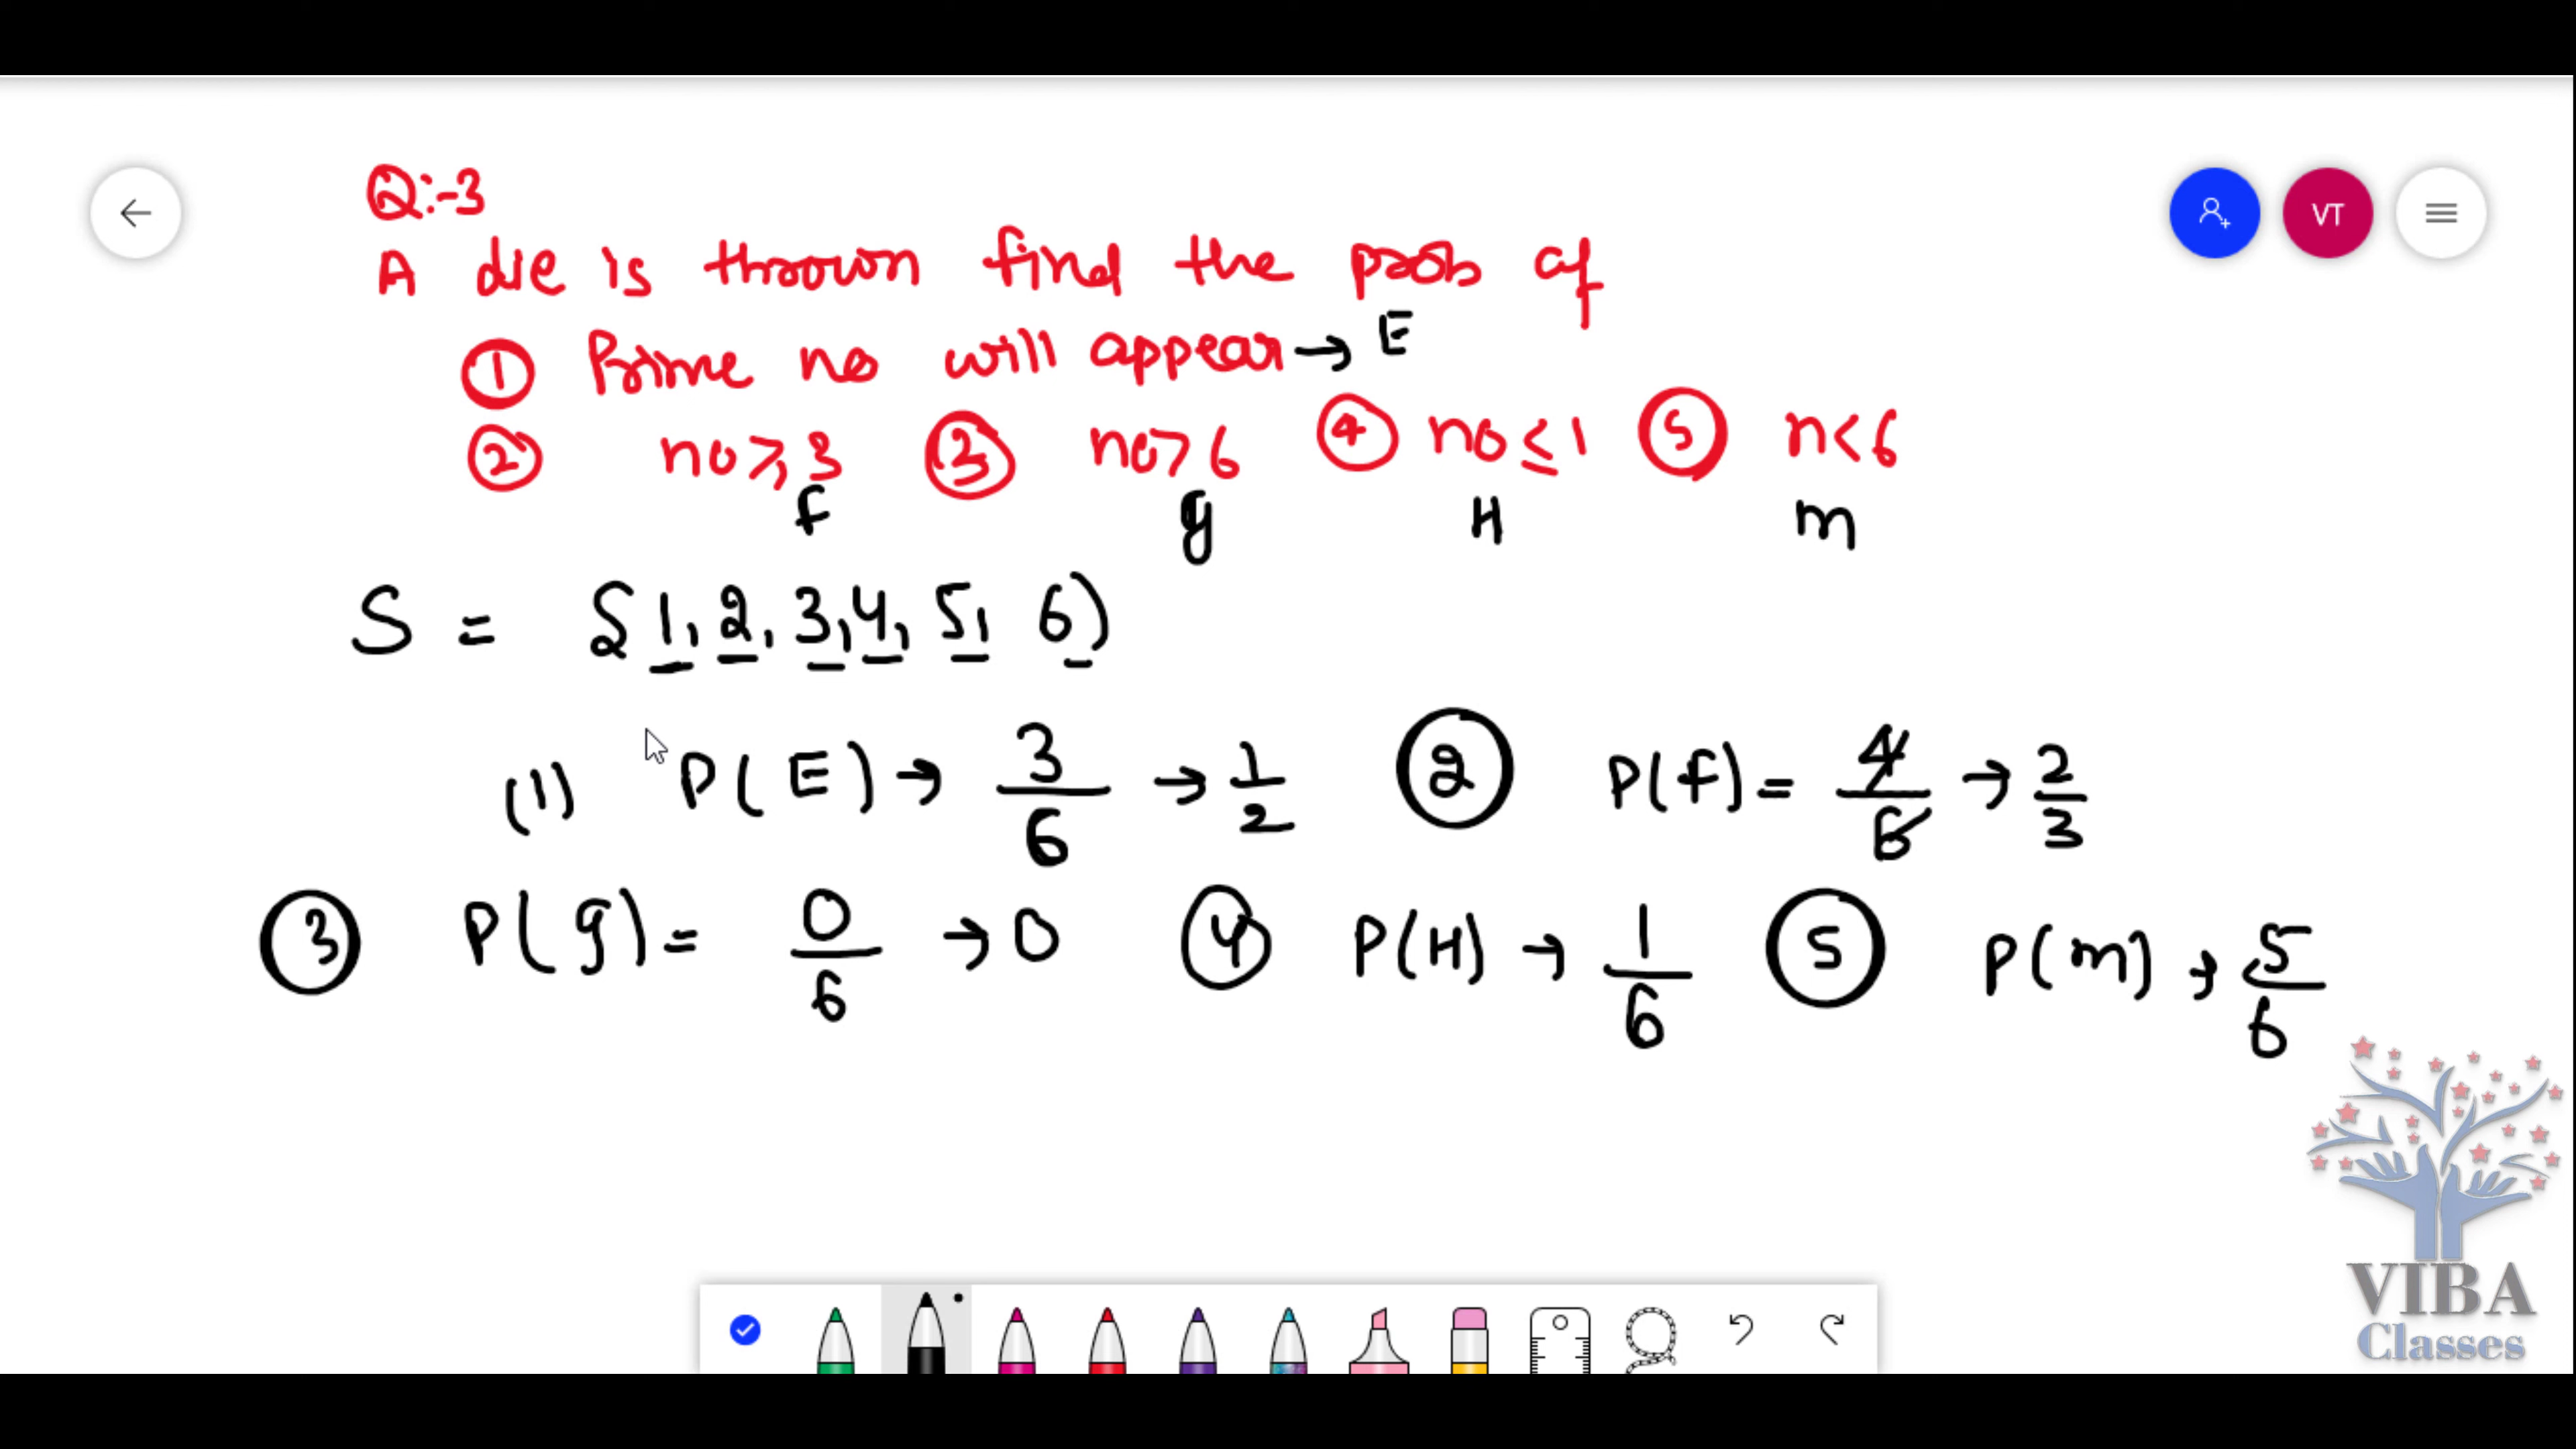 Q:-3
VT
A die is thrown find the prob of
① Prime no will appear → E
② no ≥ 3 ③ no > 6 ④ no ≤ 1 ⑤ n < 6
f g H m
S = { 1, 2, 3, 4, 5, 6 )
(1) P(E) → 3/6 → 1/2 ② P(f) = 4/6 → 2/3
③ P(g) = 0/6 → 0 ④ P(H) → 1/6 ⑤ P(m) → 5/6
VIBA
Classes